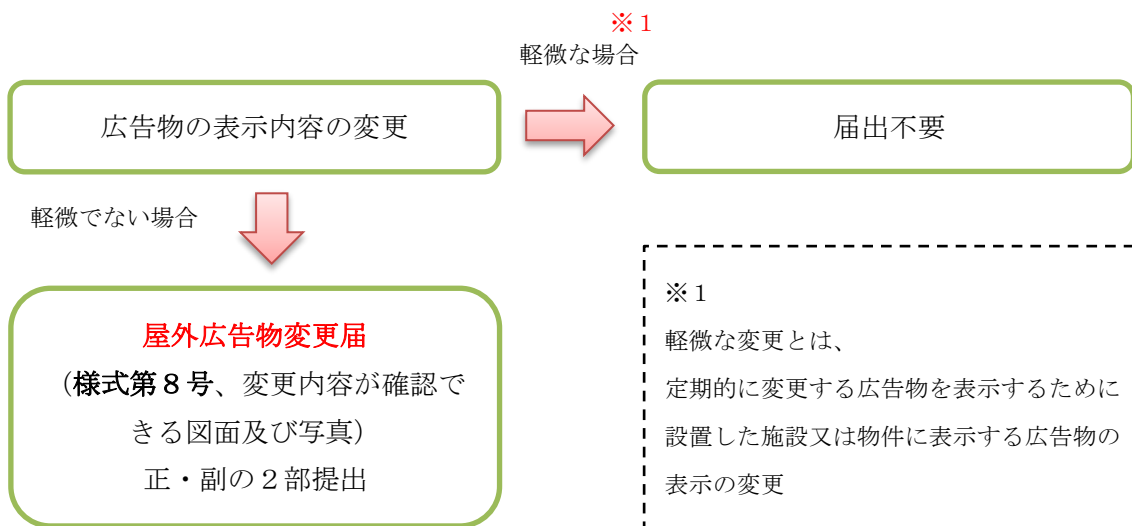 ※１
軽微な場合
広告物の表示内容の変更
届出不要
軽微でない場合
屋外広告物変更届
（様式第８号、変更内容が確認で
きる図面及び写真）
正・副の２部提出
※１
軽微な変更とは、
定期的に変更する広告物を表示するために
設置した施設又は物件に表示する広告物の
表示の変更